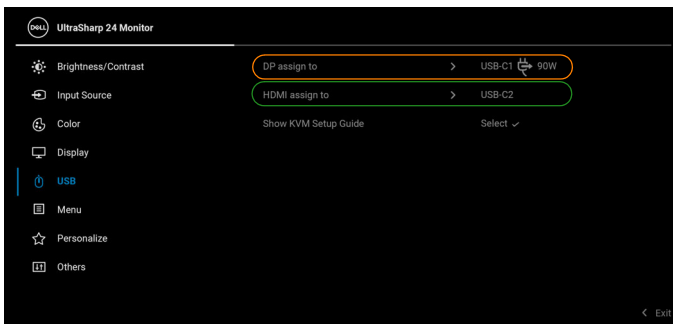 DELL UltraSharp 24 Monitor
Brightness/Contrast
Input Source
Color
Display
USB
Menu
Personalize
Others
DP assign to > USB-C1 90W
HDMI assign to > USB-C2
Show KVM Setup Guide Select ✓
< Exit